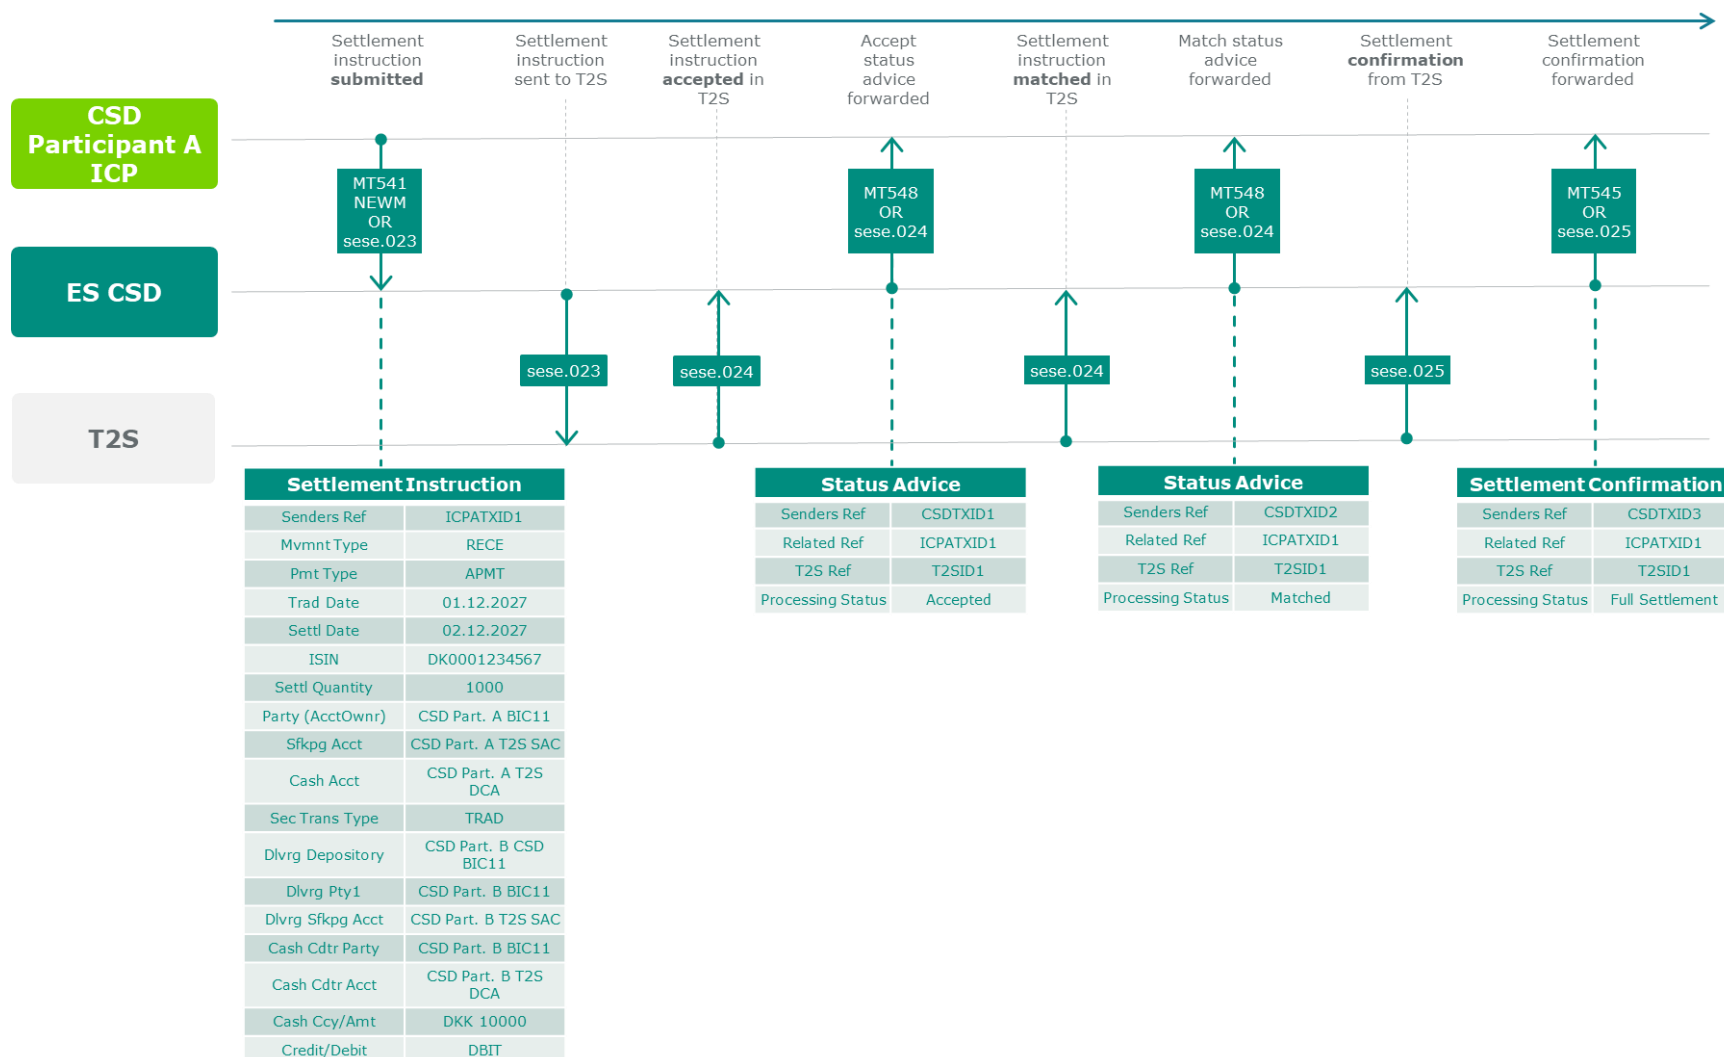 Settlement
instruction
submitted
Settlement
instruction
sent to T2S
Settlement
instruction
accepted in
T2S
Accept
status
advice
forwarded
Settlement
instruction
matched in
T2S
Match status
advice
forwarded
Settlement
confirmation
from T2S
Settlement
confirmation
forwarded
CSD
Participant A
ICP
MT541
NEWM
OR
sese.023
MT548
OR
sese.024
MT548
OR
sese.024
MT545
OR
sese.025
ES CSD
sese.023
sese.024
sese.024
sese.025
T2S
Settlement Instruction
Senders Ref ICPATXID1
Mvmnt Type RECE
Pmt Type APMT
Trad Date 01.12.2027
Settl Date 02.12.2027
ISIN DK0001234567
Settl Quantity 1000
Party (AcctOwnr) CSD Part. A BIC11
Sfkpg Acct CSD Part. A T2S SAC
Cash Acct CSD Part. A T2S
DCA
Sec Trans Type TRAD
Dlvrg Depository CSD Part. B CSD
BIC11
Dlvrg Pty1 CSD Part. B BIC11
Dlvrg Sfkpg Acct CSD Part. B T2S SAC
Cash Cdtr Party CSD Part. B BIC11
Cash Cdtr Acct CSD Part. B T2S
DCA
Cash Ccy/Amt DKK 10000
Credit/Debit DBIT
Status Advice
Senders Ref CSDTXID1
Related Ref ICPATXID1
T2S Ref T2SID1
Processing Status Accepted
Status Advice
Senders Ref CSDTXID2
Related Ref ICPATXID1
T2S Ref T2SID1
Processing Status Matched
Settlement Confirmation
Senders Ref CSDTXID3
Related Ref ICPATXID1
T2S Ref T2SID1
Processing Status Full Settlement